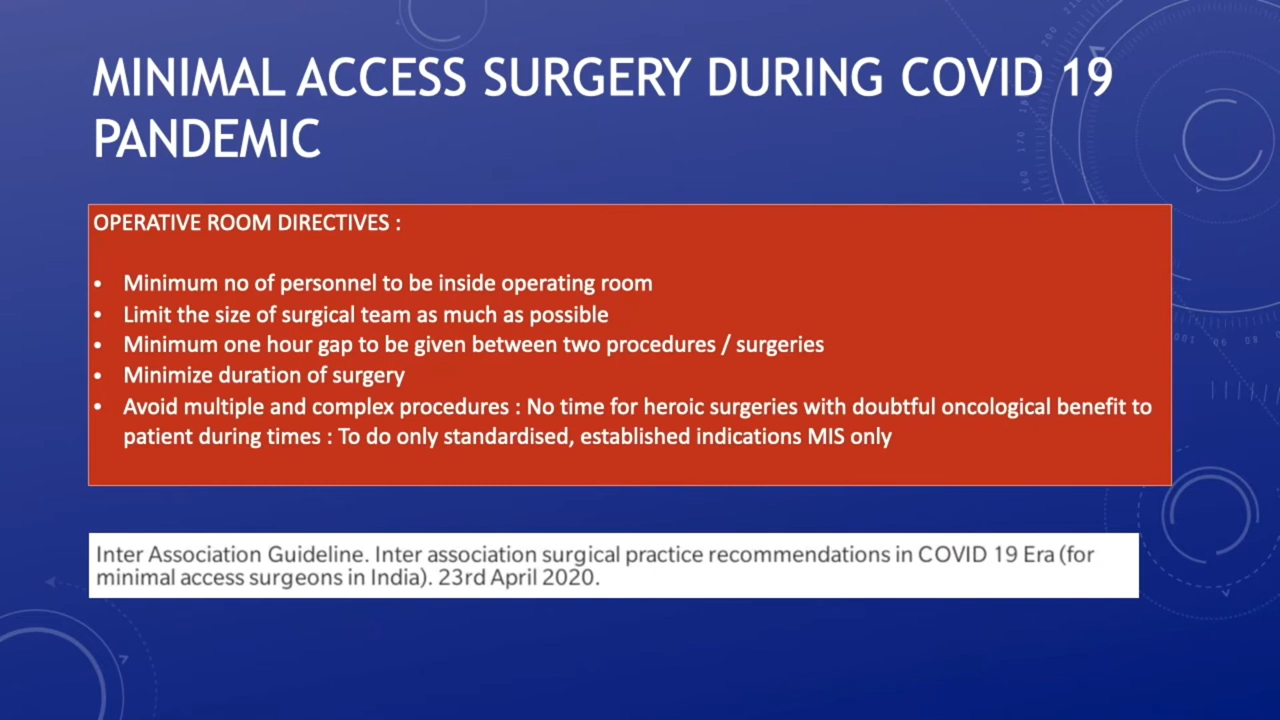 MINIMAL ACCESS SURGERY DURING COVID 19
PANDEMIC
OPERATIVE ROOM DIRECTIVES :
• Minimum no of personnel to be inside operating room
• Limit the size of surgical team as much as possible
• Minimum one hour gap to be given between two procedures / surgeries
• Minimize duration of surgery
• Avoid multiple and complex procedures : No time for heroic surgeries with doubtful oncological benefit to
patient during times : To do only standardised, established indications MIS only
Inter Association Guideline. Inter association surgical practice recommendations in COVID 19 Era (for
minimal access surgeons in India). 23rd April 2020.